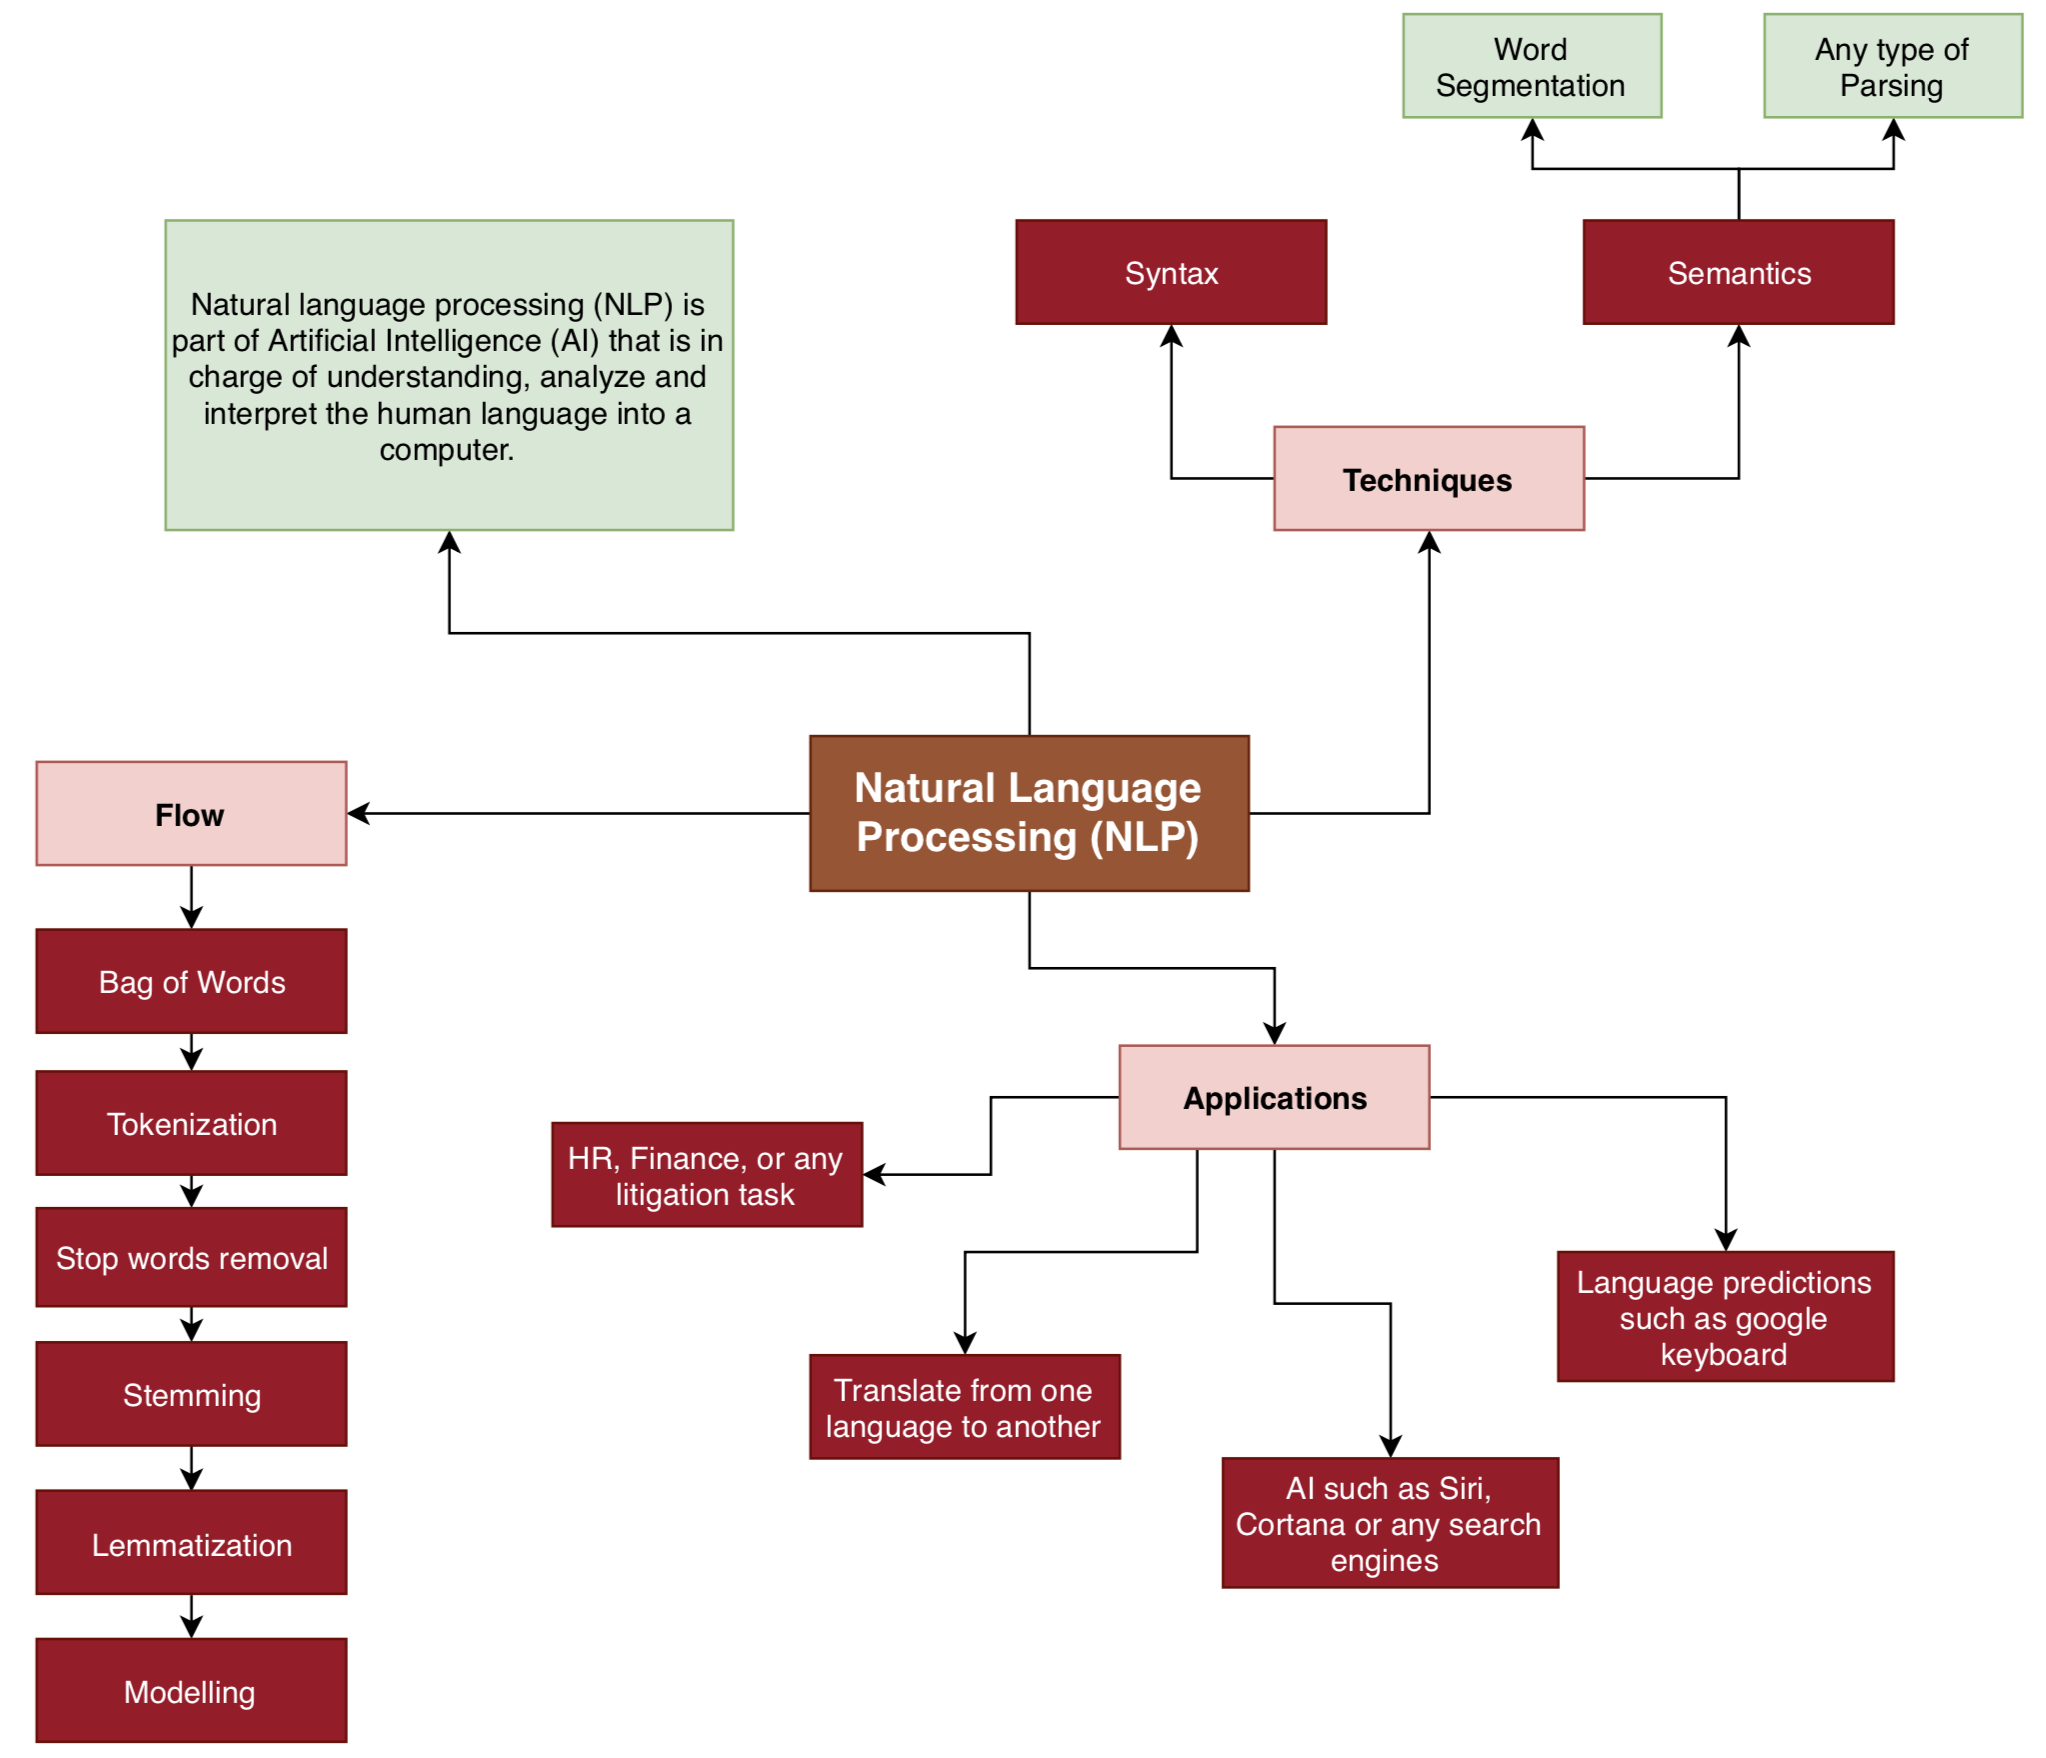 Word
Segmentation
Any type of
Parsing
Syntax
Semantics
Natural language processing (NLP) is
part of Artificial Intelligence (AI) that is in
charge of understanding, analyze and
interpret the human language into a
computer.
Techniques
Natural Language
Processing (NLP)
Flow
Bag of Words
Tokenization
Stop words removal
Stemming
Lemmatization
Modelling
Applications
HR, Finance, or any
litigation task
Translate from one
language to another
AI such as Siri,
Cortana or any search
engines
Language predictions
such as google
keyboard